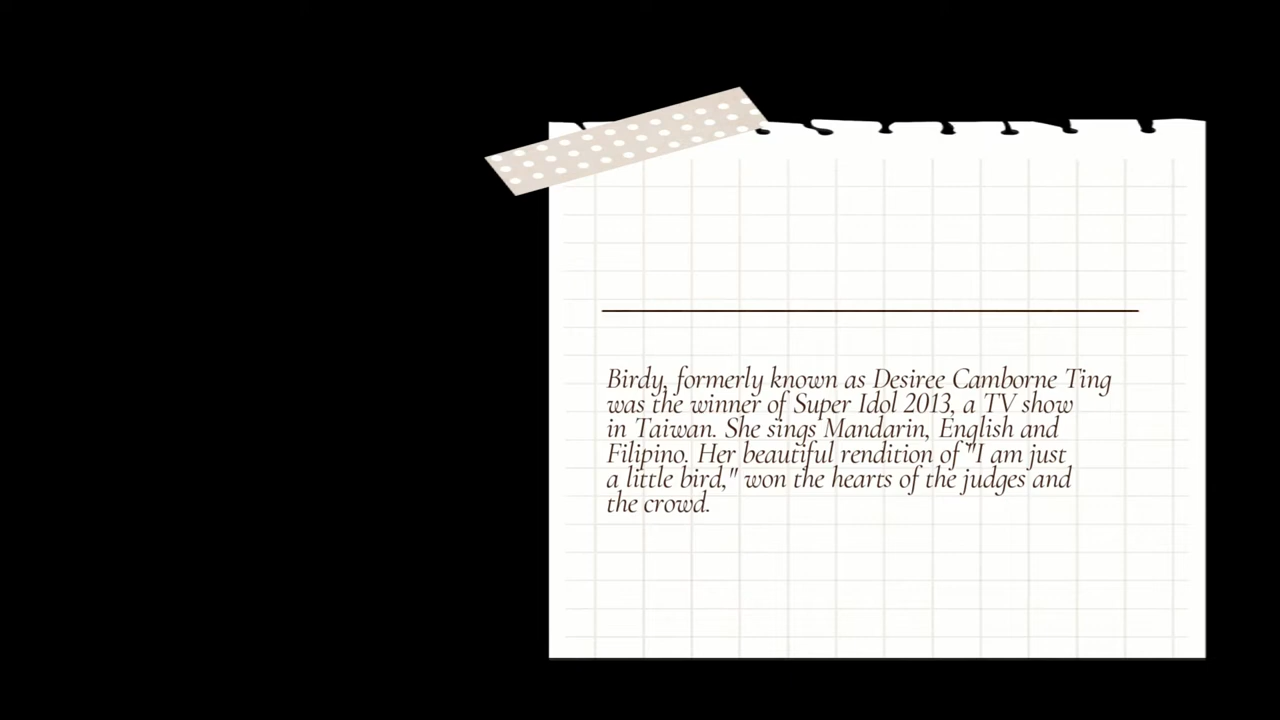 Birdy, formerly known as Desiree Camborne Ting
was the winner of Super Idol 2013, a TV show
in Taiwan. She sings Mandarin, English and
Filipino. Her beautiful rendition of "I am just
a little bird," won the hearts of the judges and
the crowd.